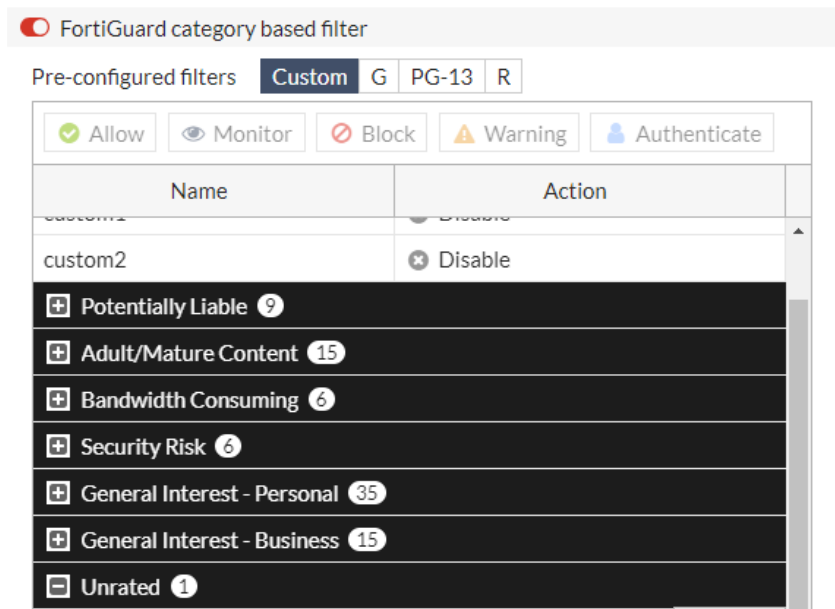 FortiGuard category based filter
Pre-configured filters Custom G PG-13 R
Allow Monitor Block Warning Authenticate
Name Action
custom1 Disable
custom2 Disable
Potentially Liable 9
Adult/Mature Content 15
Bandwidth Consuming 6
Security Risk 6
General Interest - Personal 35
General Interest - Business 15
Unrated 1